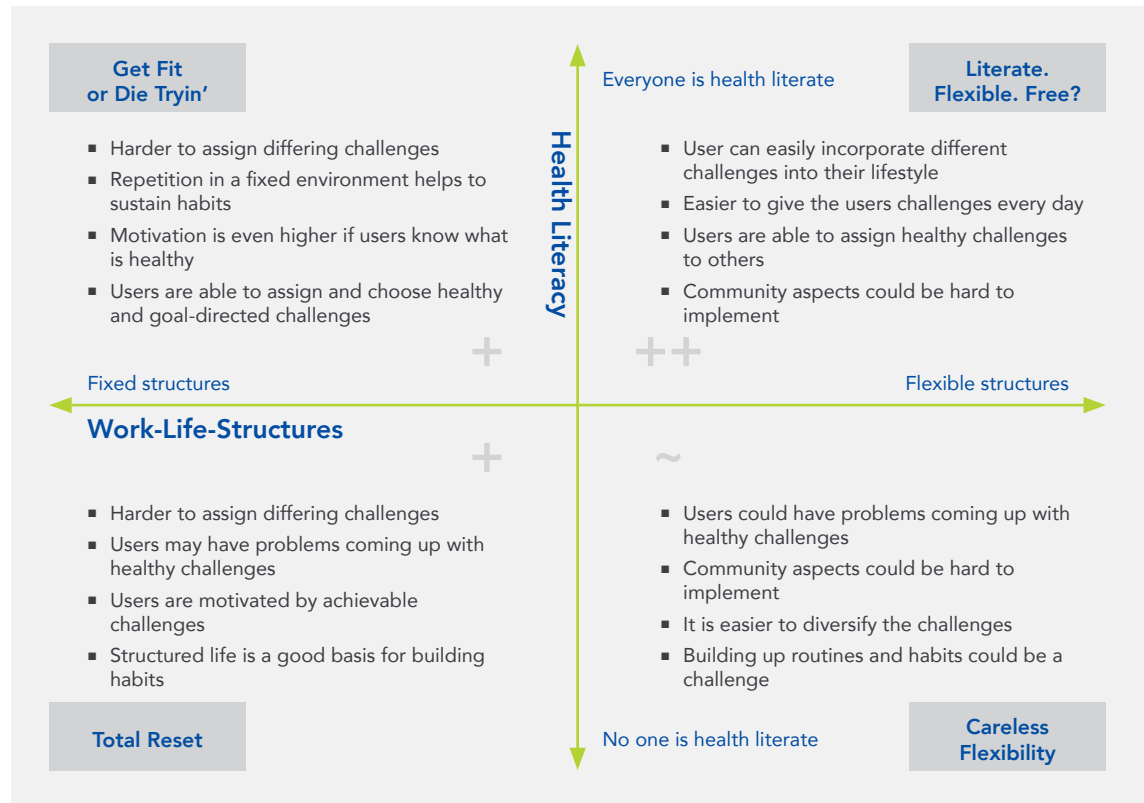 Get Fit
or Die Tryin’
▪ Harder to assign differing challenges
▪ Repetition in a fixed environment helps to
sustain habits
▪ Motivation is even higher if users know what
is healthy
▪ Users are able to assign and choose healthy
and goal-directed challenges
+
Everyone is health literate
Health Literacy
Literate.
Flexible. Free?
▪ User can easily incorporate different
challenges into their lifestyle
▪ Easier to give the users challenges every day
▪ Users are able to assign healthy challenges
to others
▪ Community aspects could be hard to
implement
++
Fixed structures
Flexible structures
Work-Life-Structures
+
▪ Harder to assign differing challenges
▪ Users may have problems coming up with
healthy challenges
▪ Users are motivated by achievable
challenges
▪ Structured life is a good basis for building
habits
Total Reset
~
▪ Users could have problems coming up with
healthy challenges
▪ Community aspects could be hard to
implement
▪ It is easier to diversify the challenges
▪ Building up routines and habits could be a
challenge
No one is health literate
Careless
Flexibility